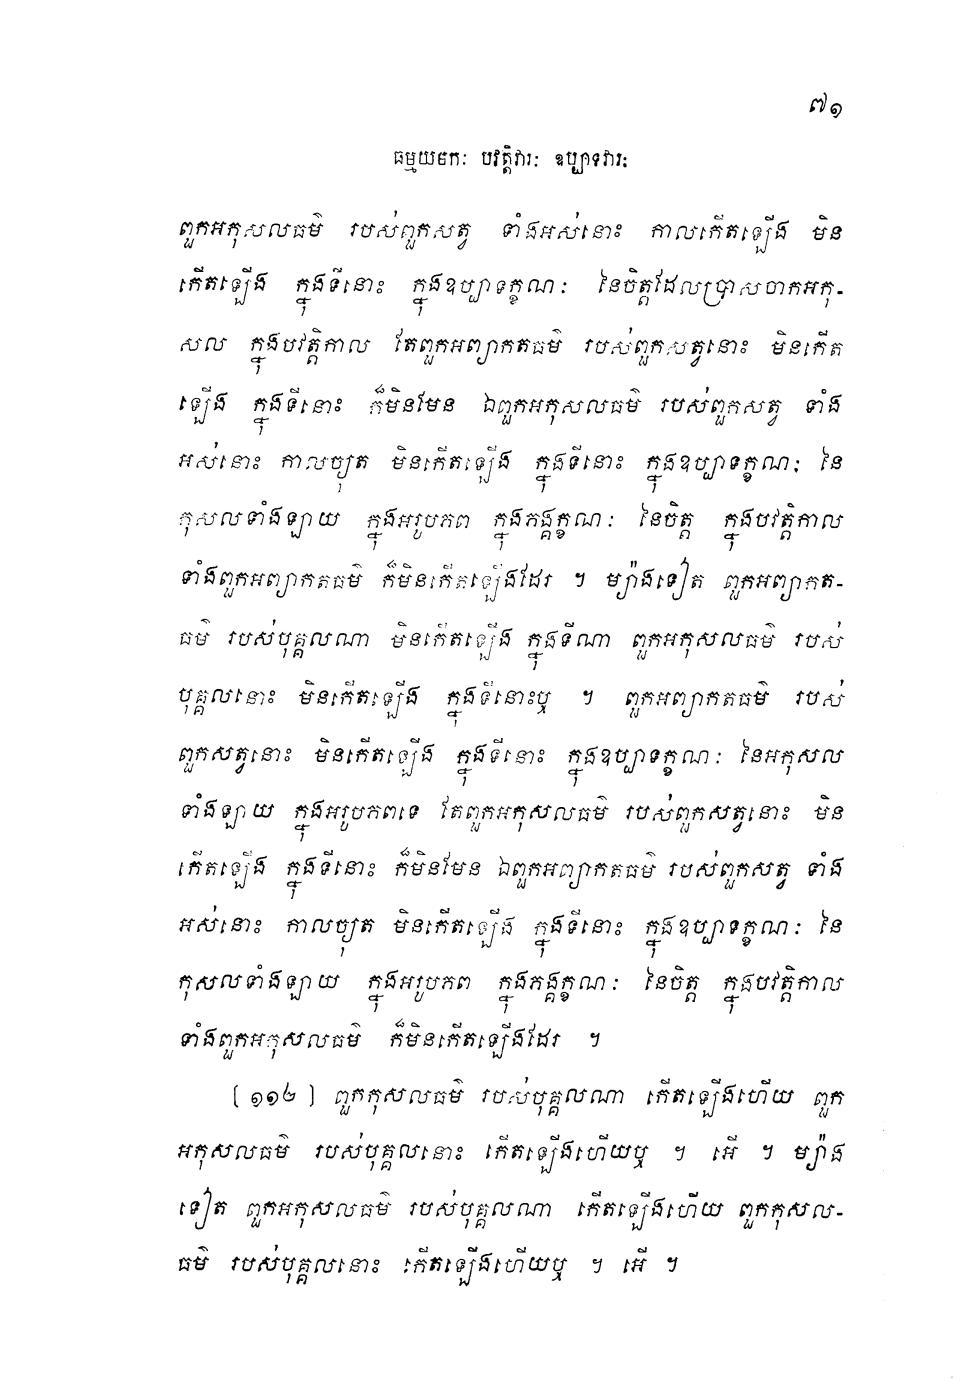 ៧១
ធម្មយមកៈ បវត្តិវារៈ ឧប្បាទវារៈ
ពួកអកុសលធម៌ របស់ពួកសត្វ ទាំងអស់នោះ កាលកើតឡើង មិន
កើតឡើង ក្នុងទីនោះ ក្នុងឧប្បាទក្ខណៈ នៃចិត្តដែលប្រាសចាកអកុ-
សល ក្នុងបវត្តិកាល តែពួកអព្យាកតធម៌ របស់ពួកសត្វនោះ មិនកើត
ឡើង ក្នុងទីនោះ ក៏មិនមែន ឯពួកអកុសលធម៌ របស់ពួកសត្វ ទាំង
អស់នោះ កាលច្យុត មិនកើតឡើង ក្នុងទីនោះ ក្នុងឧប្បាទក្ខណៈ នៃ
កុសលទាំងឡាយ ក្នុងអរូបភព ក្នុងភង្គក្ខណៈ នៃចិត្ត ក្នុងបវត្តិកាល
ទាំងពួកអព្យាកតធម៌ ក៏មិនកើតឡើងដែរ ។ ម្យ៉ាងទៀត ពួកអព្យាកត-
ធម៌ របស់បុគ្គលណា មិនកើតឡើង ក្នុងទីណា ពួកអកុសលធម៌ របស់
បុគ្គលនោះ មិនកើតឡើង ក្នុងទីនោះឬ ។ ពួកអព្យាកតធម៌ របស់
ពួកសត្វនោះ មិនកើតឡើង ក្នុងទីនោះ ក្នុងឧប្បាទក្ខណៈ នៃអកុសល
ទាំងឡាយ ក្នុងអរូបភពទេ តែពួកអកុសលធម៌ របស់ពួកសត្វនោះ មិន
កើតឡើង ក្នុងទីនោះ ក៏មិនមែន ឯពួកអព្យាកតធម៌ របស់ពួកសត្វ ទាំង
អស់នោះ កាលច្យុត មិនកើតឡើង ក្នុងទីនោះ ក្នុងឧប្បាទក្ខណៈ នៃ
កុសលទាំងឡាយ ក្នុងអរូបភព ក្នុងភង្គក្ខណៈ នៃចិត្ត ក្នុងបវត្តិកាល
ទាំងពួកអកុសលធម៌ ក៏មិនកើតឡើងដែរ ។
[១១២] ពួកកុសលធម៌ របស់បុគ្គលណា កើតឡើងហើយ ពួក
អកុសលធម៌ របស់បុគ្គលនោះ កើតឡើងហើយឬ ។ អើ ។ ម្យ៉ាង
ទៀត ពួកអកុសលធម៌ របស់បុគ្គលណា កើតឡើងហើយ ពួកកុសល-
ធម៌ របស់បុគ្គលនោះ កើតឡើងហើយឬ ។ អើ ។